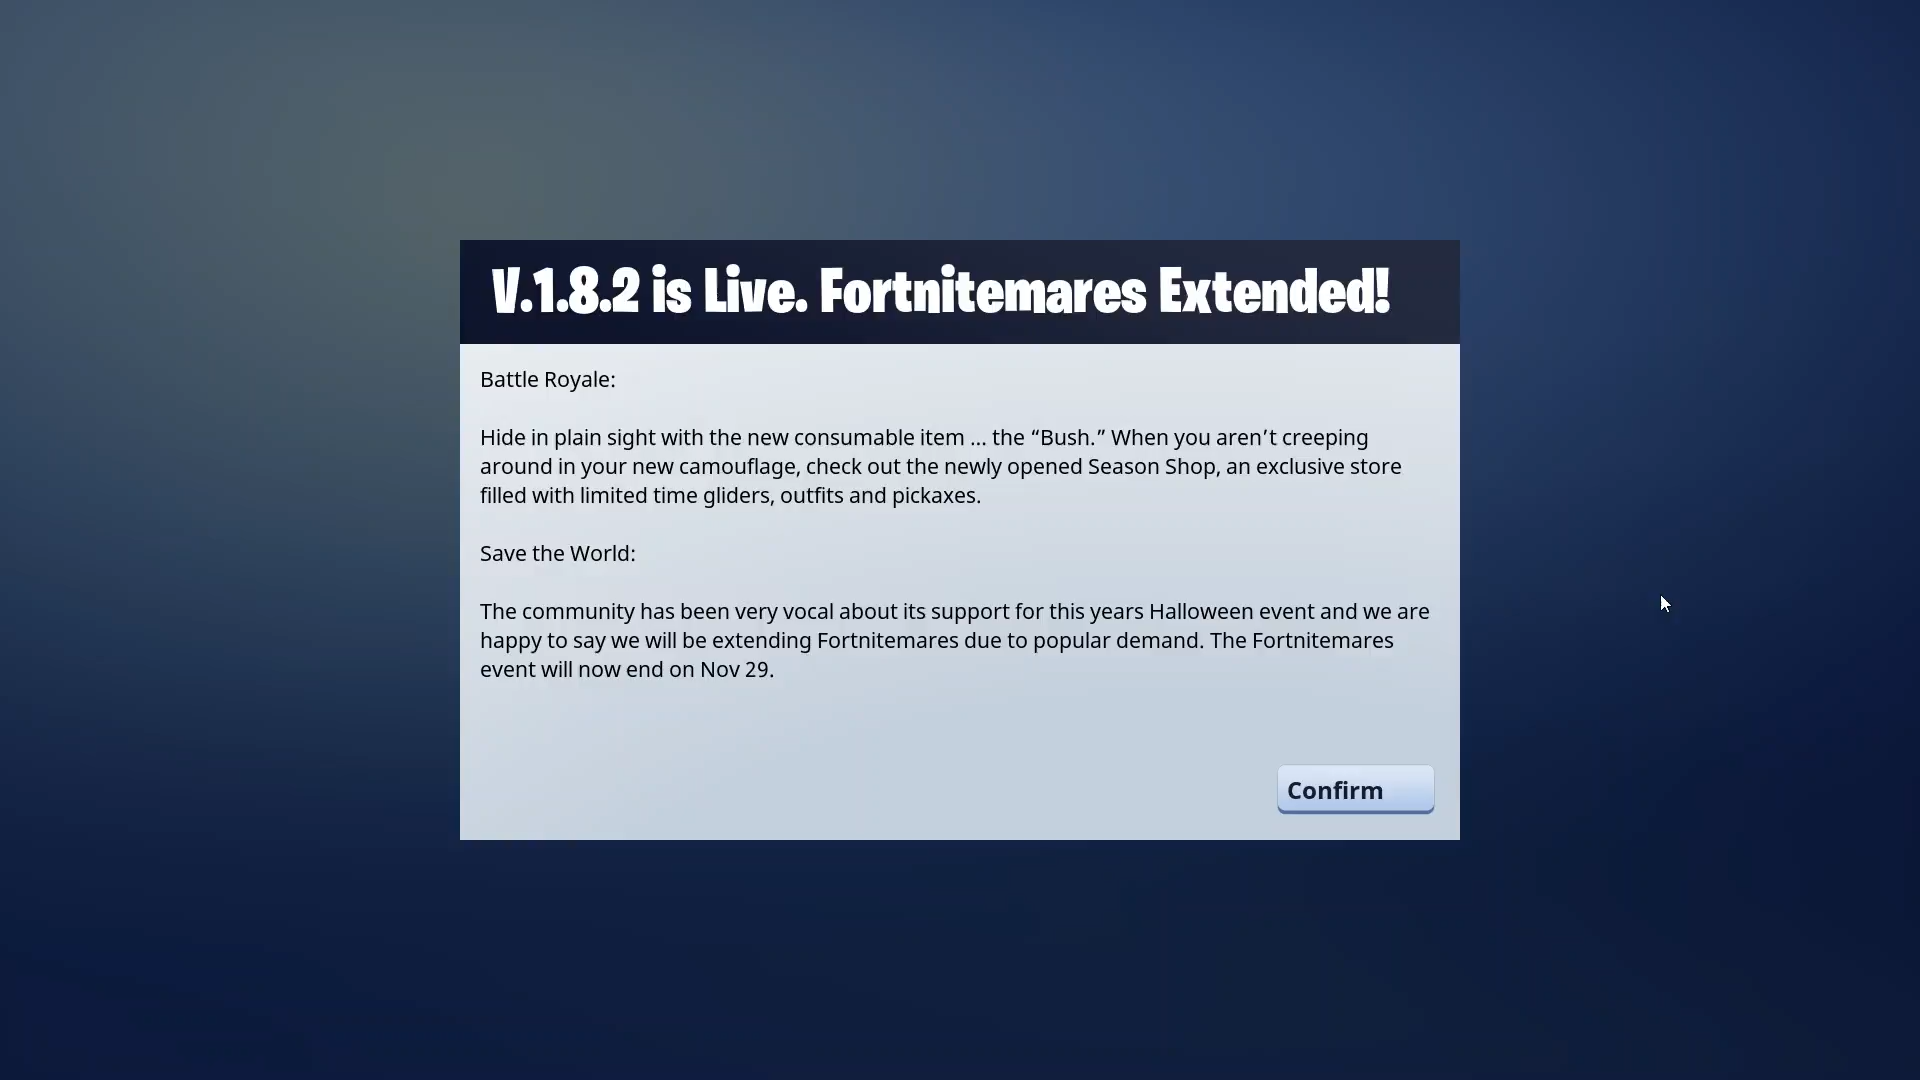 V.1.8.2 is Live. Fortnitemares Extended!
Battle Royale:
Hide in plain sight with the new consumable item ... the “Bush.” When you aren’t creeping
around in your new camouflage, check out the newly opened Season Shop, an exclusive store
filled with limited time gliders, outfits and pickaxes.
Save the World:
The community has been very vocal about its support for this years Halloween event and we are
happy to say we will be extending Fortnitemares due to popular demand. The Fortnitemares
event will now end on Nov 29.
Confirm